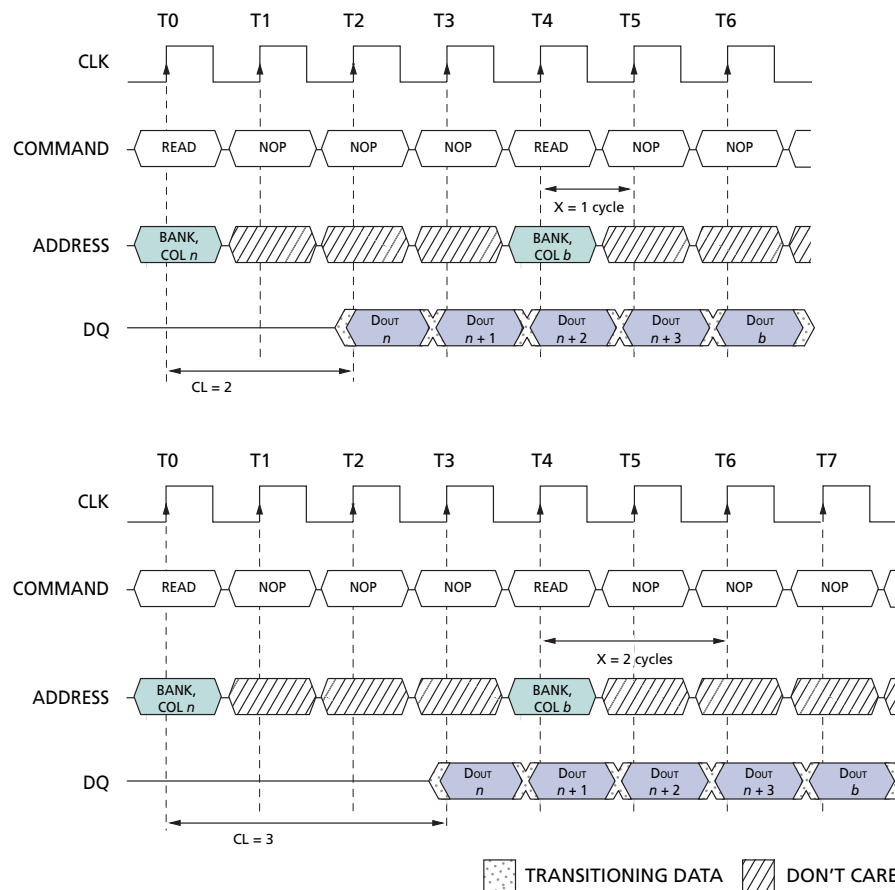 T0 T1 T2 T3 T4 T5 T6
CLK
COMMAND READ NOP NOP NOP READ NOP NOP
X = 1 cycle
ADDRESS BANK, COL n BANK, COL b
DQ DOUT n DOUT n + 1 DOUT n + 2 DOUT n + 3 DOUT b
CL = 2
T0 T1 T2 T3 T4 T5 T6 T7
CLK
COMMAND READ NOP NOP NOP READ NOP NOP NOP
X = 2 cycles
ADDRESS BANK, COL n BANK, COL b
DQ DOUT n DOUT n + 1 DOUT n + 2 DOUT n + 3 DOUT b
CL = 3
TRANSITIONING DATA DON'T CARE